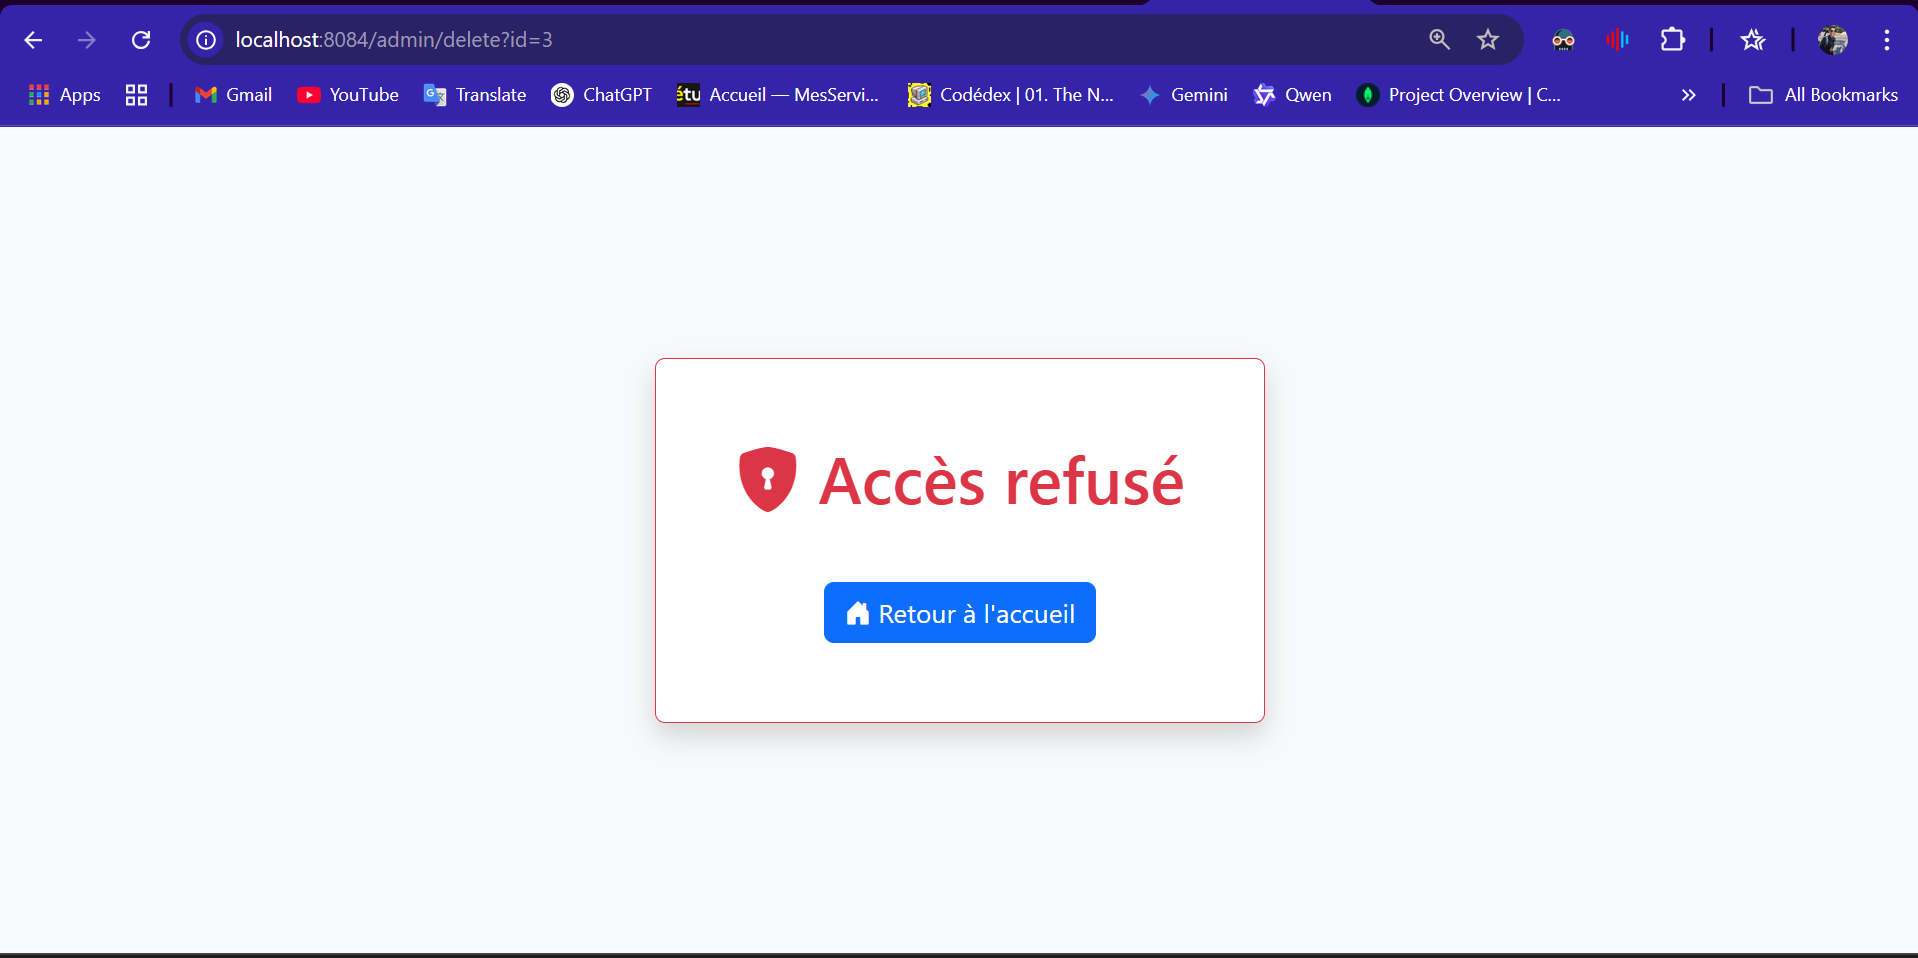 localhost:8084/admin/delete?id=3
Apps Gmail YouTube Translate ChatGPT étu Accueil — MesServi... Codédex | 01. The N... Gemini Qwen Project Overview | C... » All Bookmarks
Accès refusé
Retour à l'accueil